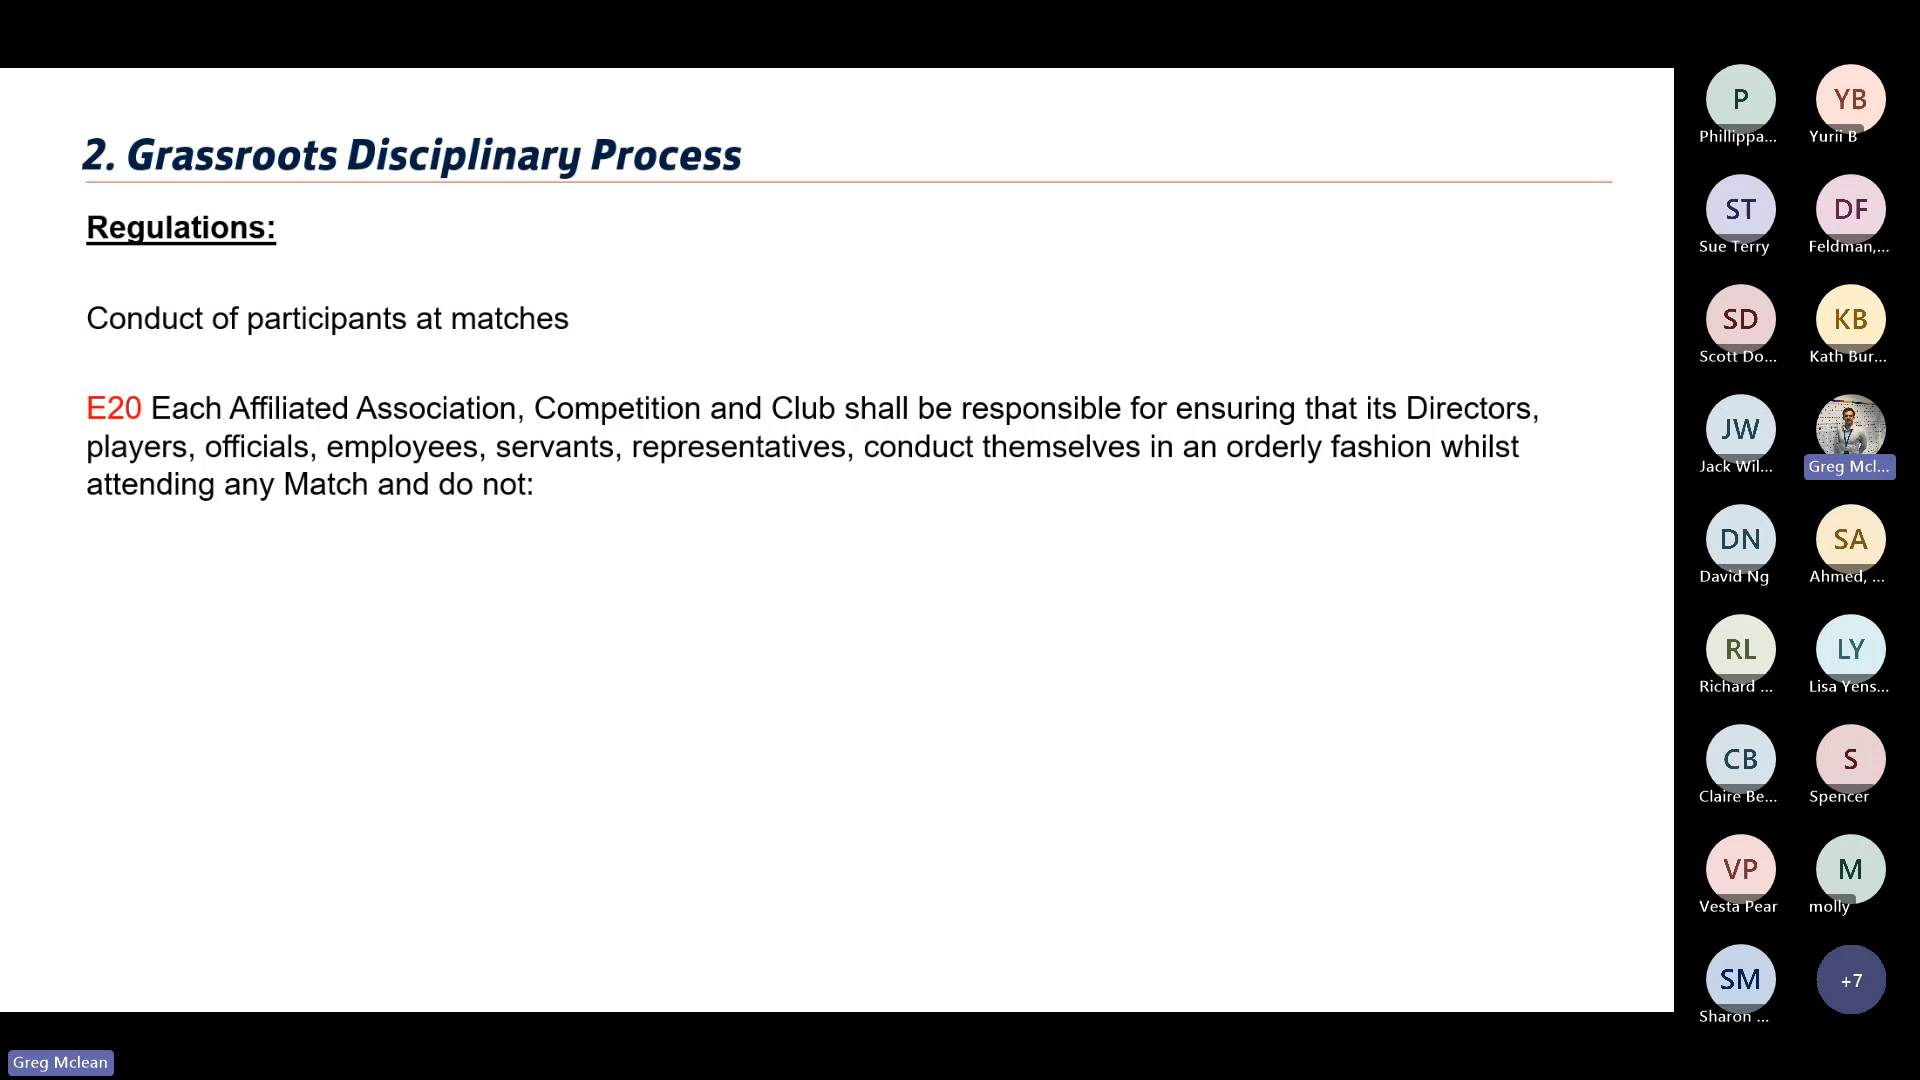 2. Grassroots Disciplinary Process
Regulations:
Conduct of participants at matches
E20 Each Affiliated Association, Competition and Club shall be responsible for ensuring that its Directors,
players, officials, employees, servants, representatives, conduct themselves in an orderly fashion whilst
attending any Match and do not:
P
Phillippa...
YB
Yurii B
ST
Sue Terry
DF
Feldman,...
SD
Scott Do...
KB
Kath Bur...
JW
Jack Wil...
Greg Mcl...
DN
David Ng
SA
Ahmed, ...
RL
Richard ...
LY
Lisa Yens...
CB
Claire Be...
S
Spencer
VP
Vesta Pear
M
molly
SM
Sharon ...
+7
Greg Mclean